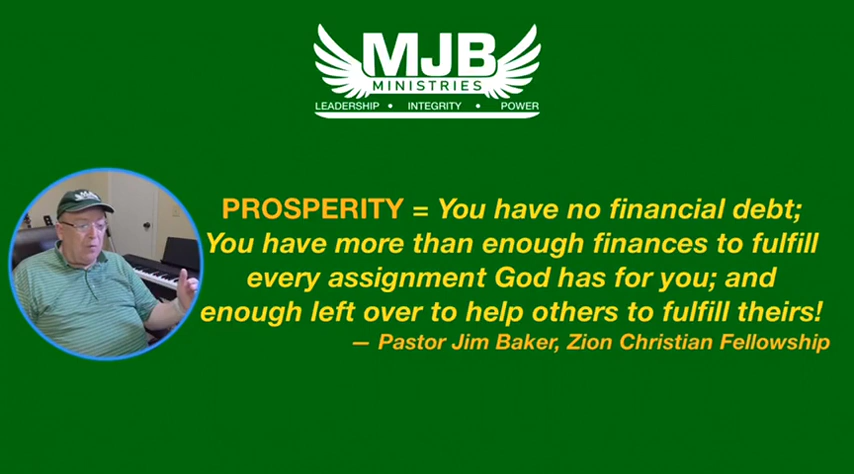 MJB
MINISTRIES
LEADERSHIP • INTEGRITY • POWER
PROSPERITY = You have no financial debt;
You have more than enough finances to fulfill
every assignment God has for you; and
enough left over to help others to fulfill theirs!
— Pastor Jim Baker, Zion Christian Fellowship